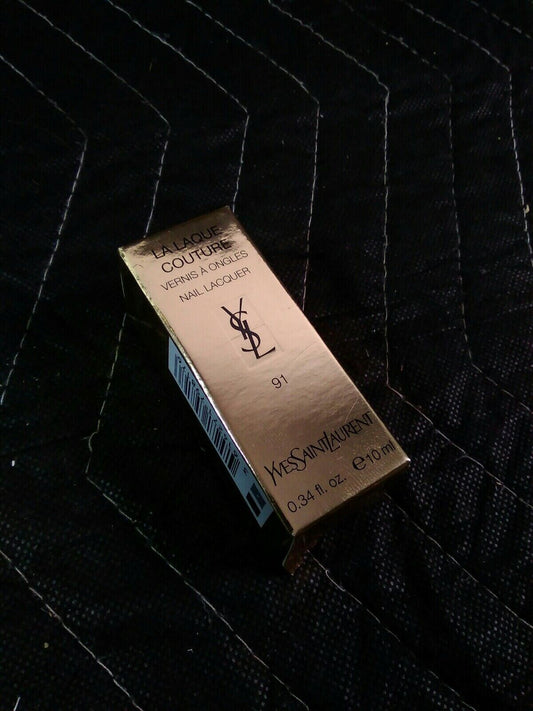 LA LAQUE
COUTURE
VERNIS À ONGLES
NAIL LACQUER
YSL
91
YVESSAINTLAURENT
0.34 fl. oz. ℮ 10 ml